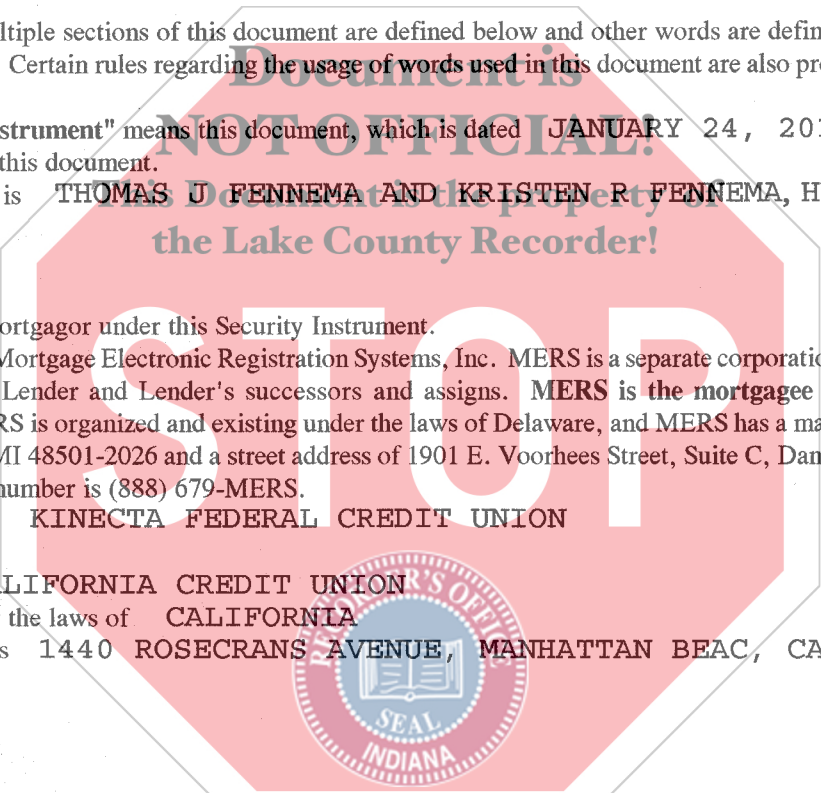 ltiple sections of this document are defined below and other words are defin
Certain rules regarding the usage of words used in this document are also pr
Document is
strument" means this document, which is dated JANUARY 24, 201
NOT OFFICIAL!
this document.
is THOMAS J FENNEMA AND KRISTEN R FENNEMA, H
This Document is the property of
the Lake County Recorder!
ortgagor under this Security Instrument.
Mortgage Electronic Registration Systems, Inc. MERS is a separate corporatio
Lender and Lender's successors and assigns. MERS is the mortgagee
RS is organized and existing under the laws of Delaware, and MERS has a ma
MI 48501-2026 and a street address of 1901 E. Voorhees Street, Suite C, Dan
number is (888) 679-MERS.
STOP
KINECTA FEDERAL CREDIT UNION
LIFORNIA CREDIT UNION
the laws of CALIFORNIA
s 1440 ROSECRANS AVENUE, MANHATTAN BEAC, CA
RECORDER'S OFFICE
SEAL
INDIANA